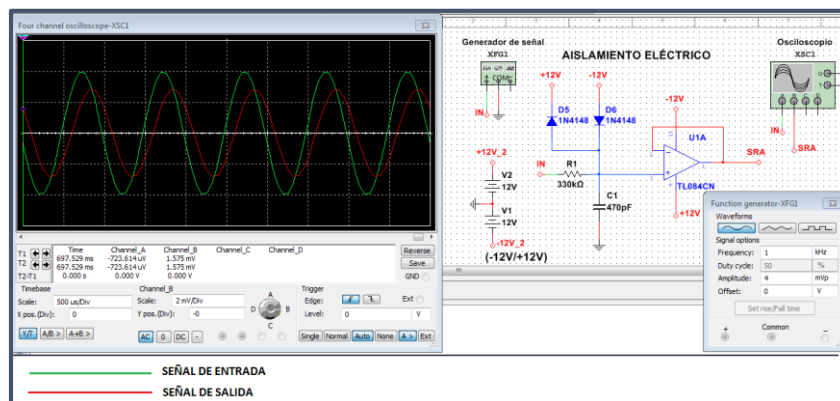 Four channel oscilloscope-XSC1
Time Channel_A Channel_B Channel_C Channel_D
T1 697.529 ms -723.614 uV 1.575 mV
T2 697.529 ms -723.614 uV 1.575 mV
T2-T1 0.000 s 0.000 V 0.000 V
Reverse
Save
GND
Timebase
Scale: 500 us/Div
X pos.(Div): 0
Y/T A/B > A+B >
Channel_B
Scale: 2 mV/Div
Y pos.(Div): -0
AC 0 DC -
A
B
C
D
Trigger
Edge: Ext
Level: 0 V
Single Normal Auto None A > Ext
Generador de señal
XFG1
COM
IN
AISLAMIENTO ELÉCTRICO
Osciloscopio
XSC1
G
T
A B C D
IN
SRA
+12V
-12V
D5
1N4148
D6
1N4148
-12V
U1A
SRA
TL084CN
+12V
IN
R1
330kΩ
C1
470pF
+12V_2
V2
12V
V1
12V
-12V_2
(-12V/+12V)
Function generator-XFG1
Waveforms
Signal options
Frequency: 1 kHz
Duty cycle: 50 %
Amplitude: 4 mVp
Offset: 0 V
Set rise/Fall time
+ Common -
SEÑAL DE ENTRADA
SEÑAL DE SALIDA